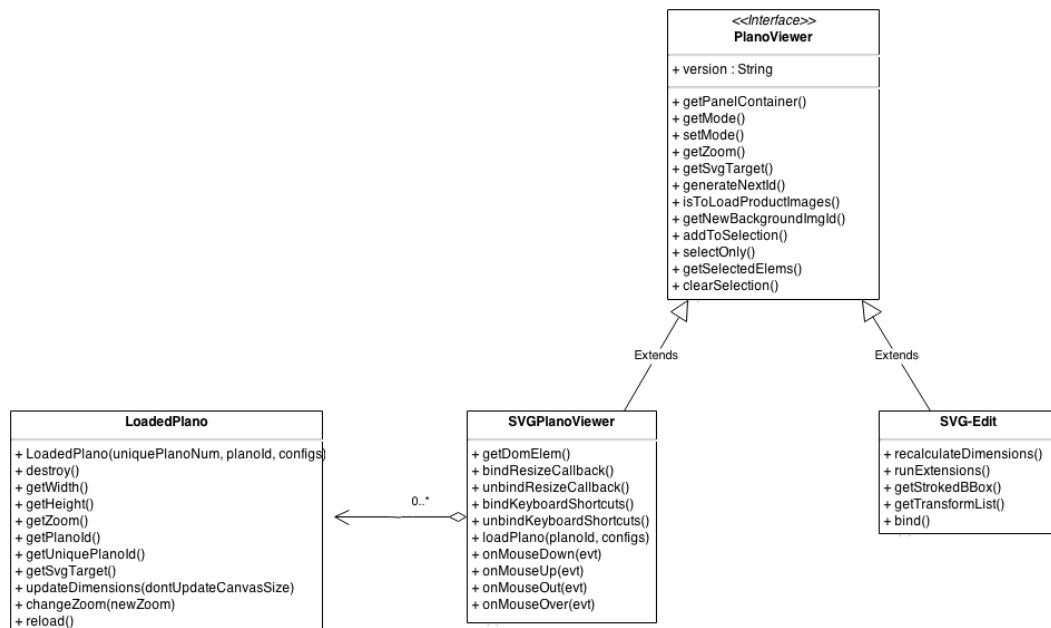 <<Interface>>
PlanoViewer
+ version : String
+ getPanelContainer()
+ getMode()
+ setMode()
+ getZoom()
+ getSvgTarget()
+ generateNextId()
+ isToLoadProductImages()
+ getNewBackgroundImgId()
+ addToSelection()
+ selectOnly()
+ getSelectedElems()
+ clearSelection()
Extends
Extends
LoadedPlano
+ LoadedPlano(uniquePlanoNum, planoId, configs)
+ destroy()
+ getWidth()
+ getHeight()
+ getZoom()
+ getPlanoId()
+ getUniquePlanoId()
+ getSvgTarget()
+ updateDimensions(dontUpdateCanvasSize)
+ changeZoom(newZoom)
+ reload()
0..*
SVGPlanoViewer
+ getDomElem()
+ bindResizeCallback()
+ unbindResizeCallback()
+ bindKeyboardShortcuts()
+ unbindKeyboardShortcuts()
+ loadPlano(planoId, configs)
+ onMouseDown(evt)
+ onMouseUp(evt)
+ onMouseOut(evt)
+ onMouseOver(evt)
SVG-Edit
+ recalculateDimensions()
+ runExtensions()
+ getStrokedBBox()
+ getTransformList()
+ bind()